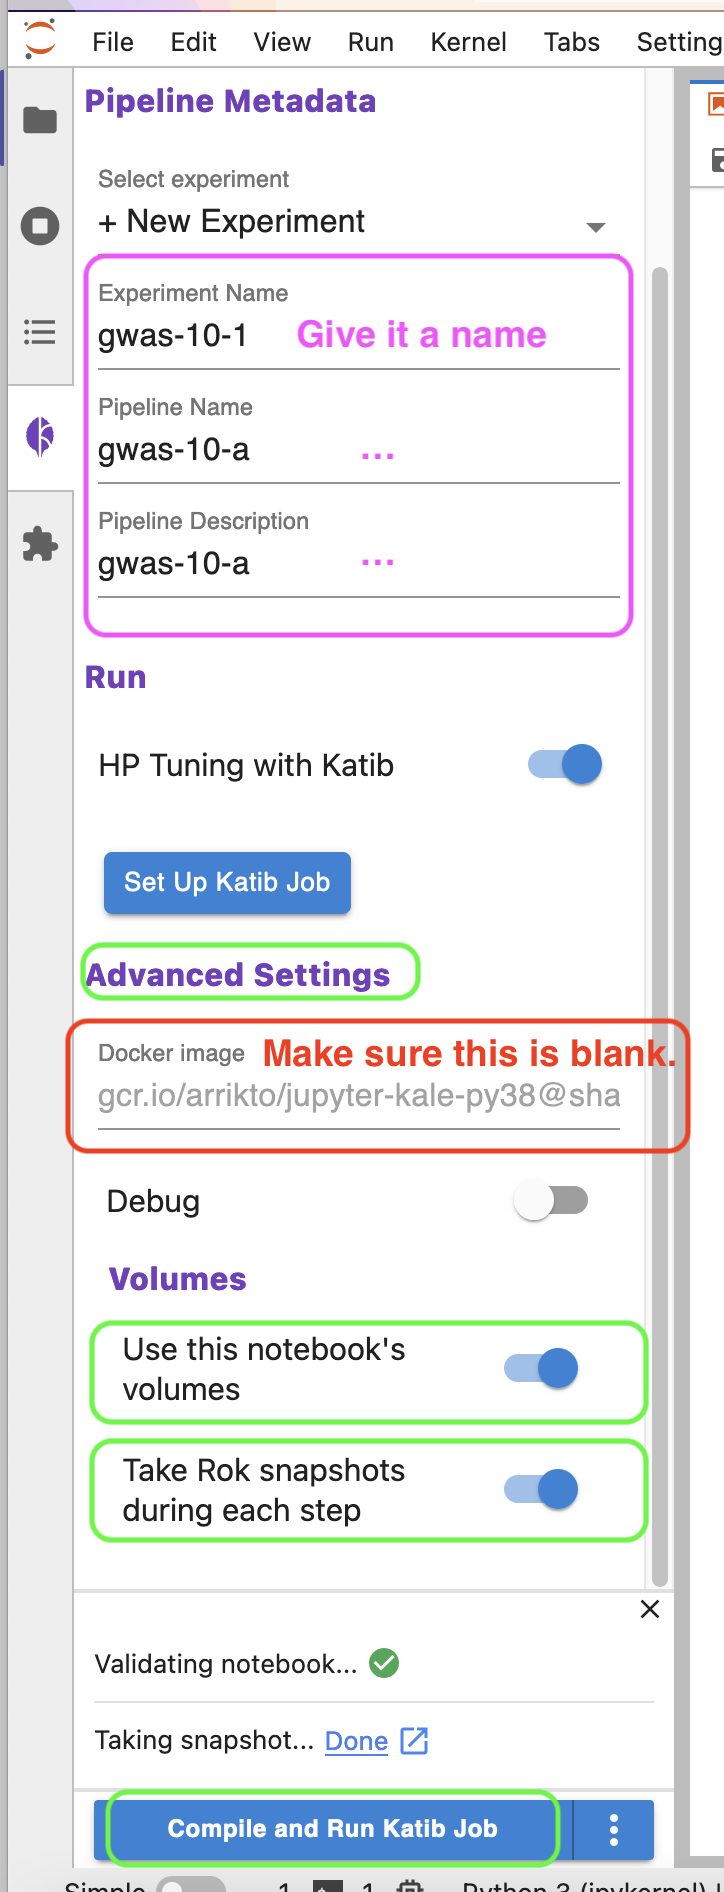 File Edit View Run Kernel Tabs Setting
Pipeline Metadata
Select experiment
+ New Experiment
Experiment Name
gwas-10-1 Give it a name
Pipeline Name
gwas-10-a ...
Pipeline Description
gwas-10-a ...
Run
HP Tuning with Katib
Set Up Katib Job
Advanced Settings
Docker image Make sure this is blank.
gcr.io/arrikto/jupyter-kale-py38@sha
Debug
Volumes
Use this notebook's
volumes
Take Rok snapshots
during each step
Validating notebook...
Taking snapshot... Done
Compile and Run Katib Job
Simple 1 1 Python 3 (ipykernel) |